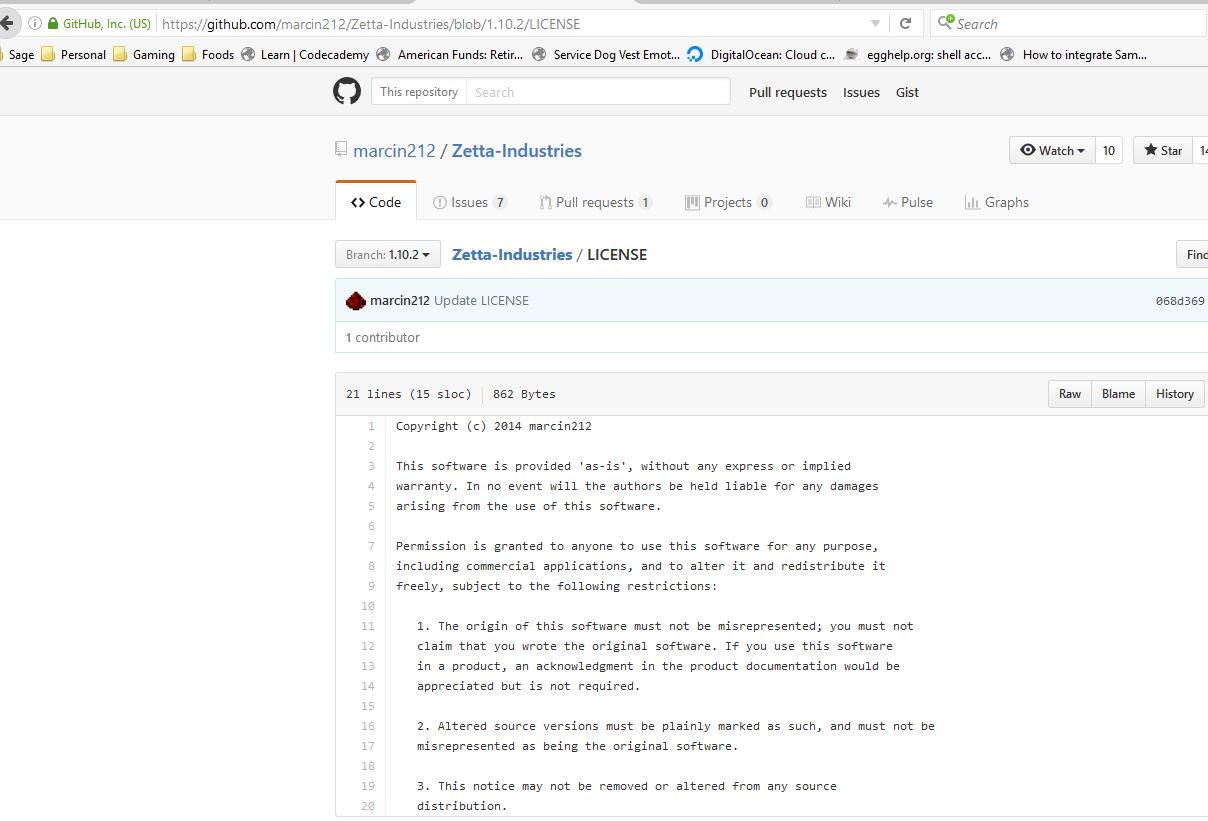 GitHub, Inc. (US) https://github.com/marcin212/Zetta-Industries/blob/1.10.2/LICENSE Search
Sage Personal Gaming Foods Learn | Codecademy American Funds: Retir... Service Dog Vest Emot... DigitalOcean: Cloud c... egghelp.org: shell acc... How to integrate Sam...
This repository Search Pull requests Issues Gist
marcin212 / Zetta-Industries Watch 10 Star
Code Issues 7 Pull requests 1 Projects 0 Wiki Pulse Graphs
Branch: 1.10.2 Zetta-Industries / LICENSE Find
marcin212 Update LICENSE 068d369
1 contributor
21 lines (15 sloc) 862 Bytes Raw Blame History
1 Copyright (c) 2014 marcin212
2
3 This software is provided 'as-is', without any express or implied
4 warranty. In no event will the authors be held liable for any damages
5 arising from the use of this software.
6
7 Permission is granted to anyone to use this software for any purpose,
8 including commercial applications, and to alter it and redistribute it
9 freely, subject to the following restrictions:
10
11 1. The origin of this software must not be misrepresented; you must not
12 claim that you wrote the original software. If you use this software
13 in a product, an acknowledgment in the product documentation would be
14 appreciated but is not required.
15
16 2. Altered source versions must be plainly marked as such, and must not be
17 misrepresented as being the original software.
18
19 3. This notice may not be removed or altered from any source
20 distribution.